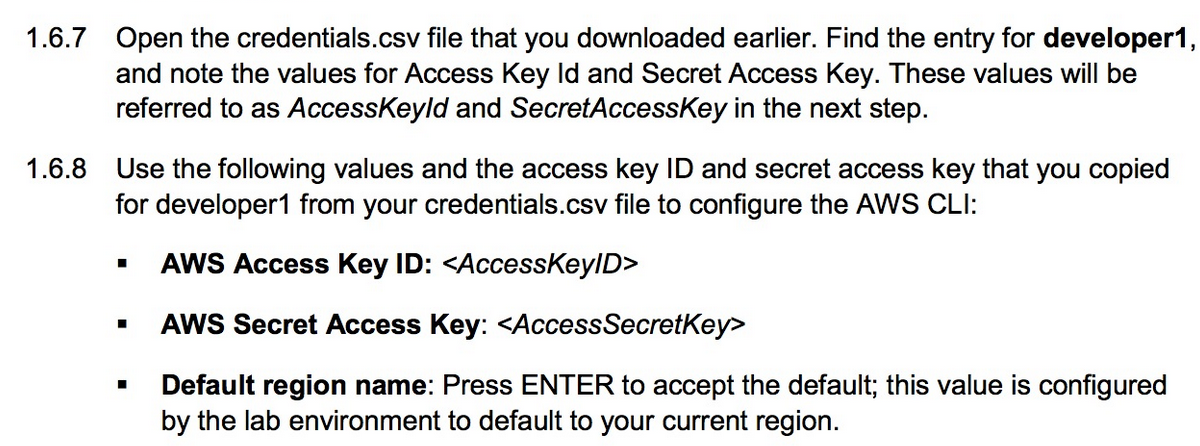 1.6.7 Open the credentials.csv file that you downloaded earlier. Find the entry for developer1,
and note the values for Access Key Id and Secret Access Key. These values will be
referred to as AccessKeyId and SecretAccessKey in the next step.
1.6.8 Use the following values and the access key ID and secret access key that you copied
for developer1 from your credentials.csv file to configure the AWS CLI:
▪ AWS Access Key ID: <AccessKeyID>
▪ AWS Secret Access Key: <AccessSecretKey>
▪ Default region name: Press ENTER to accept the default; this value is configured
by the lab environment to default to your current region.